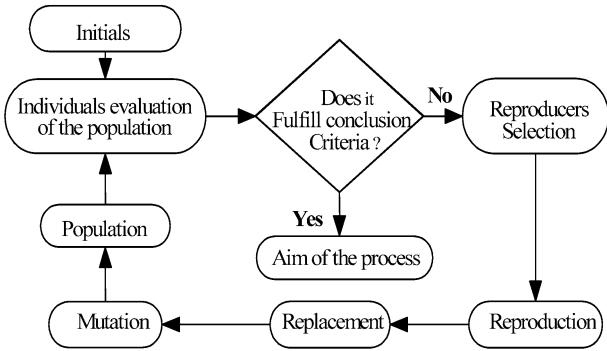 Initials
Individuals evaluation
of the population
Does it
Fulfill conclusion
Criteria ?
No
Reproducers
Selection
Yes
Aim of the process
Population
Mutation
Replacement
Reproduction